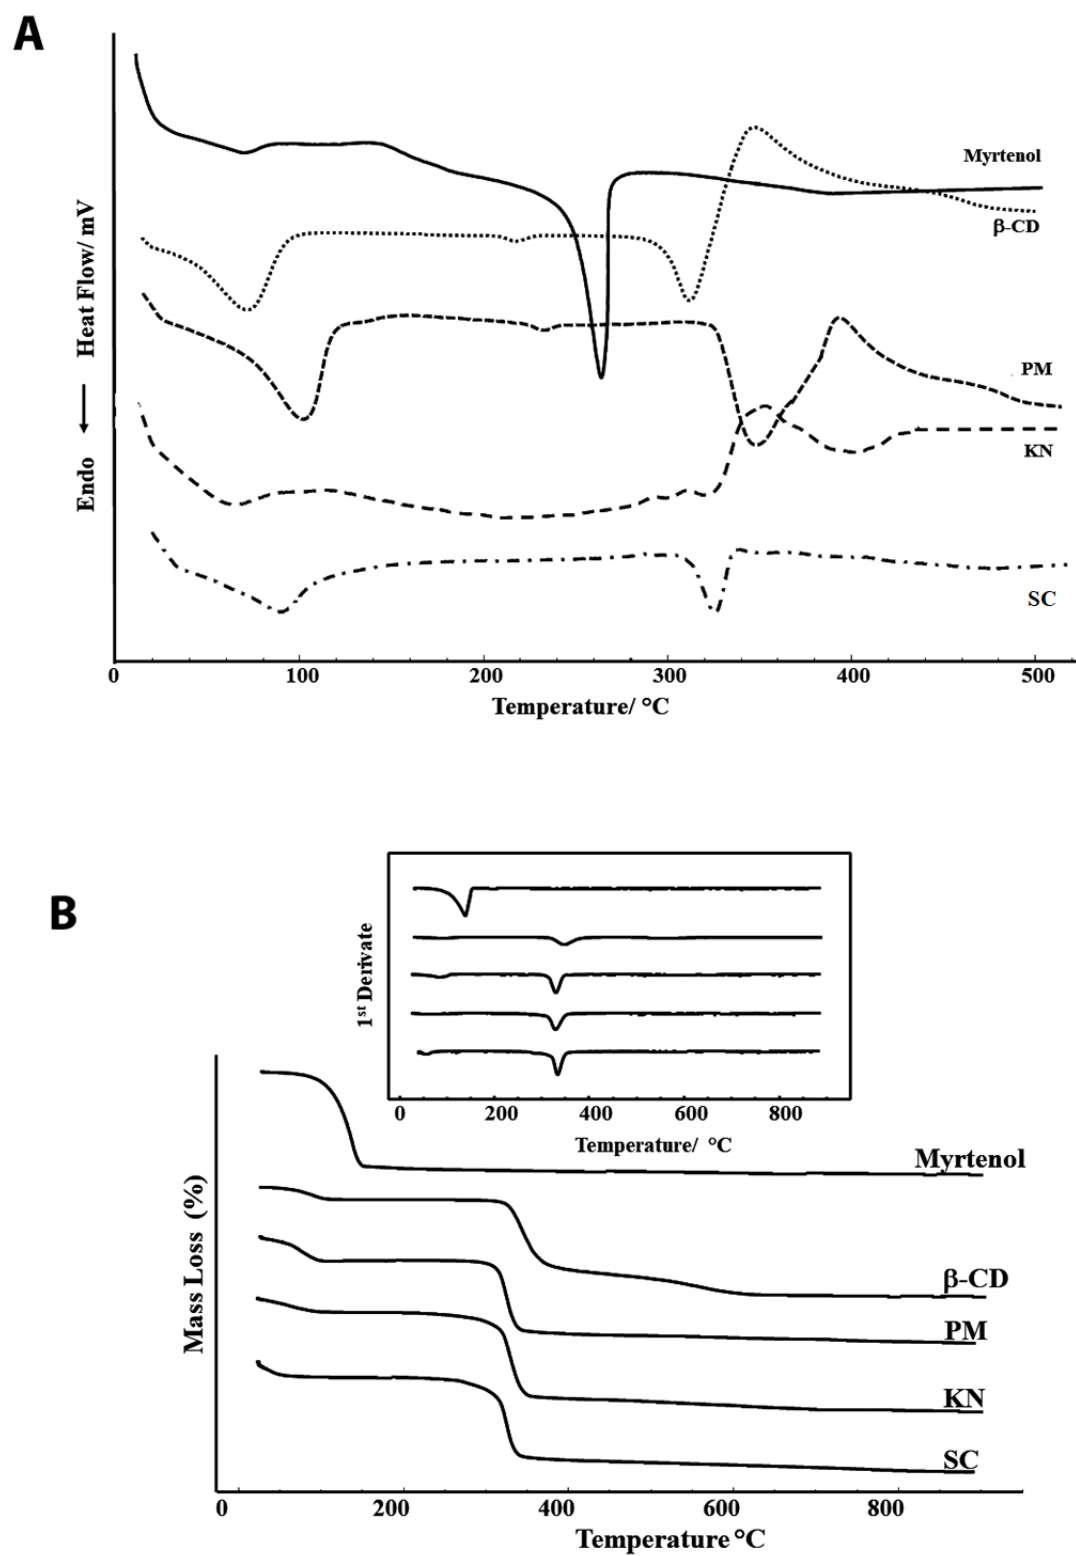 A
Heat Flow/ mV
Endo
Myrtenol
β-CD
PM
KN
SC
0 100 200 300 400 500
Temperature/ °C
B
1st Derivate
0 200 400 600 800
Temperature/ °C
Mass Loss (%)
Myrtenol
β-CD
PM
KN
SC
0 200 400 600 800
Temperature °C